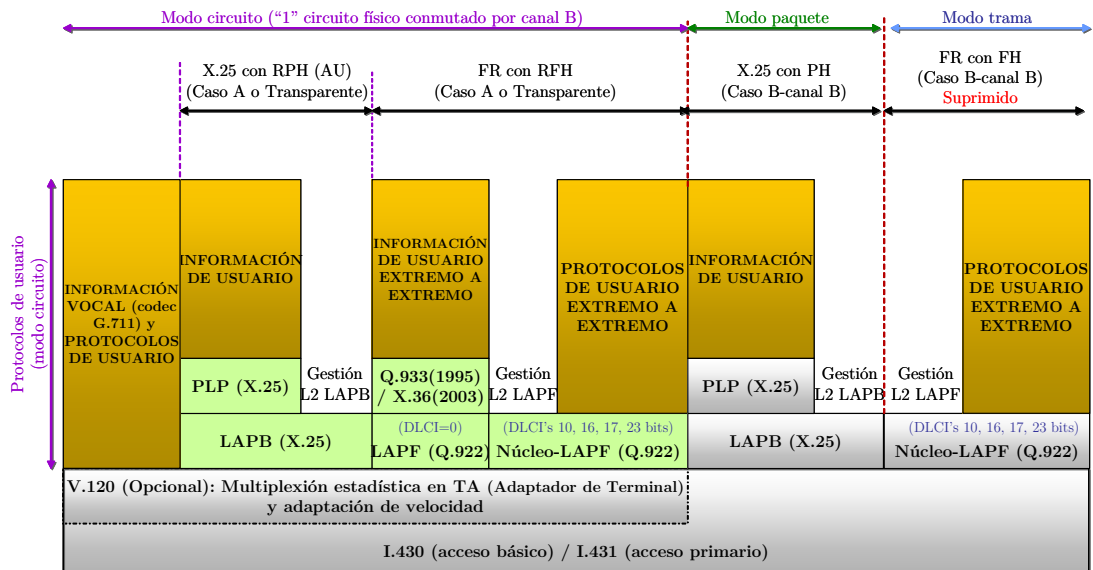 Modo circuito (“1” circuito físico conmutado por canal B)
Modo paquete
Modo trama
X.25 con RPH (AU)
(Caso A o Transparente)
FR con RFH
(Caso A o Transparente)
X.25 con PH
(Caso B-canal B)
FR con FH
(Caso B-canal B)
Suprimido
Protocolos de usuario
(modo circuito)
INFORMACIÓN
VOCAL (codec
G.711) y
PROTOCOLOS
DE USUARIO
INFORMACIÓN
DE USUARIO
INFORMACIÓN
DE USUARIO
EXTREMO A
EXTREMO
PROTOCOLOS
DE USUARIO
EXTREMO A
EXTREMO
INFORMACIÓN
DE USUARIO
PROTOCOLOS
DE USUARIO
EXTREMO A
EXTREMO
PLP (X.25)
Gestión
L2 LAPB
Q.933(1995)
/ X.36(2003)
Gestión
L2 LAPF
PLP (X.25)
Gestión
L2 LAPB
Gestión
L2 LAPF
LAPB (X.25)
(DLCI=0)
LAPF (Q.922)
(DLCI's 10, 16, 17, 23 bits)
Núcleo-LAPF (Q.922)
LAPB (X.25)
(DLCI's 10, 16, 17, 23 bits)
Núcleo-LAPF (Q.922)
V.120 (Opcional): Multiplexión estadística en TA (Adaptador de Terminal)
y adaptación de velocidad
I.430 (acceso básico) / I.431 (acceso primario)